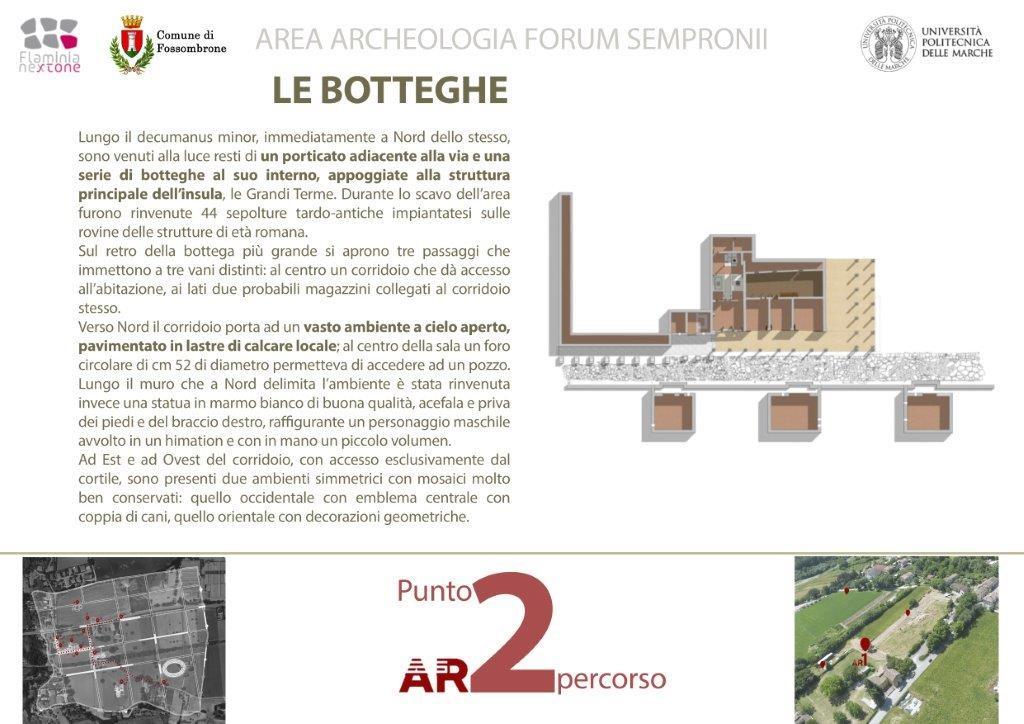 Flaminia
nextone
Comune di
Fossombrone
AREA ARCHEOLOGIA FORUM SEMPRONII
UNIVERSITÀ
POLITECNICA
DELLE MARCHE
LE BOTTEGHE
Lungo il decumanus minor, immediatamente a Nord dello stesso,
sono venuti alla luce resti di un porticato adiacente alla via e una
serie di botteghe al suo interno, appoggiate alla struttura
principale dell'insula, le Grandi Terme. Durante lo scavo dell'area
furono rinvenute 44 sepolture tardo-antiche impiantatesi sulle
rovine delle strutture di età romana.
Sul retro della bottega più grande si aprono tre passaggi che
immettono a tre vani distinti: al centro un corridoio che dà accesso
all'abitazione, ai lati due probabili magazzini collegati al corridoio
stesso.
Verso Nord il corridoio porta ad un vasto ambiente a cielo aperto,
pavimentato in lastre di calcare locale; al centro della sala un foro
circolare di cm 52 di diametro permetteva di accedere ad un pozzo.
Lungo il muro che a Nord delimita l'ambiente è stata rinvenuta
invece una statua in marmo bianco di buona qualità, acefala e priva
dei piedi e del braccio destro, raffigurante un personaggio maschile
avvolto in un himation e con in mano un piccolo volumen.
Ad Est e ad Ovest del corridoio, con accesso esclusivamente dal
cortile, sono presenti due ambienti simmetrici con mosaici molto
ben conservati: quello occidentale con emblema centrale con
coppia di cani, quello orientale con decorazioni geometriche.
Punto 2
AR percorso
AR1